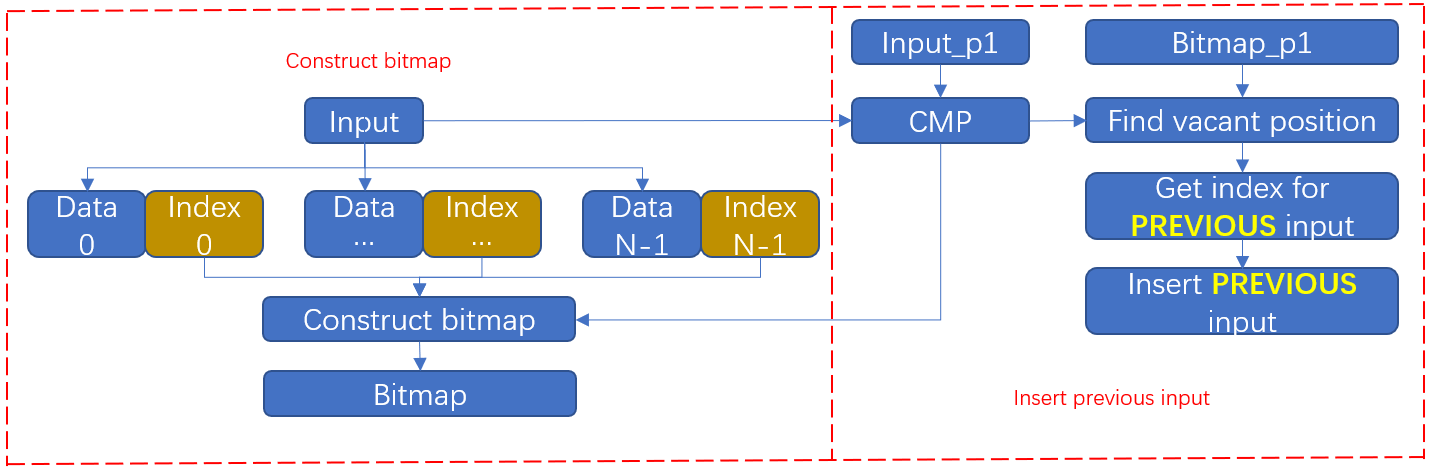 Construct bitmap
Input
Data
0
Index
0
Data
...
Index
...
Data
N-1
Index
N-1
Construct bitmap
Bitmap
Input_p1
Bitmap_p1
CMP
Find vacant position
Get index for
PREVIOUS input
Insert PREVIOUS
input
Insert previous input